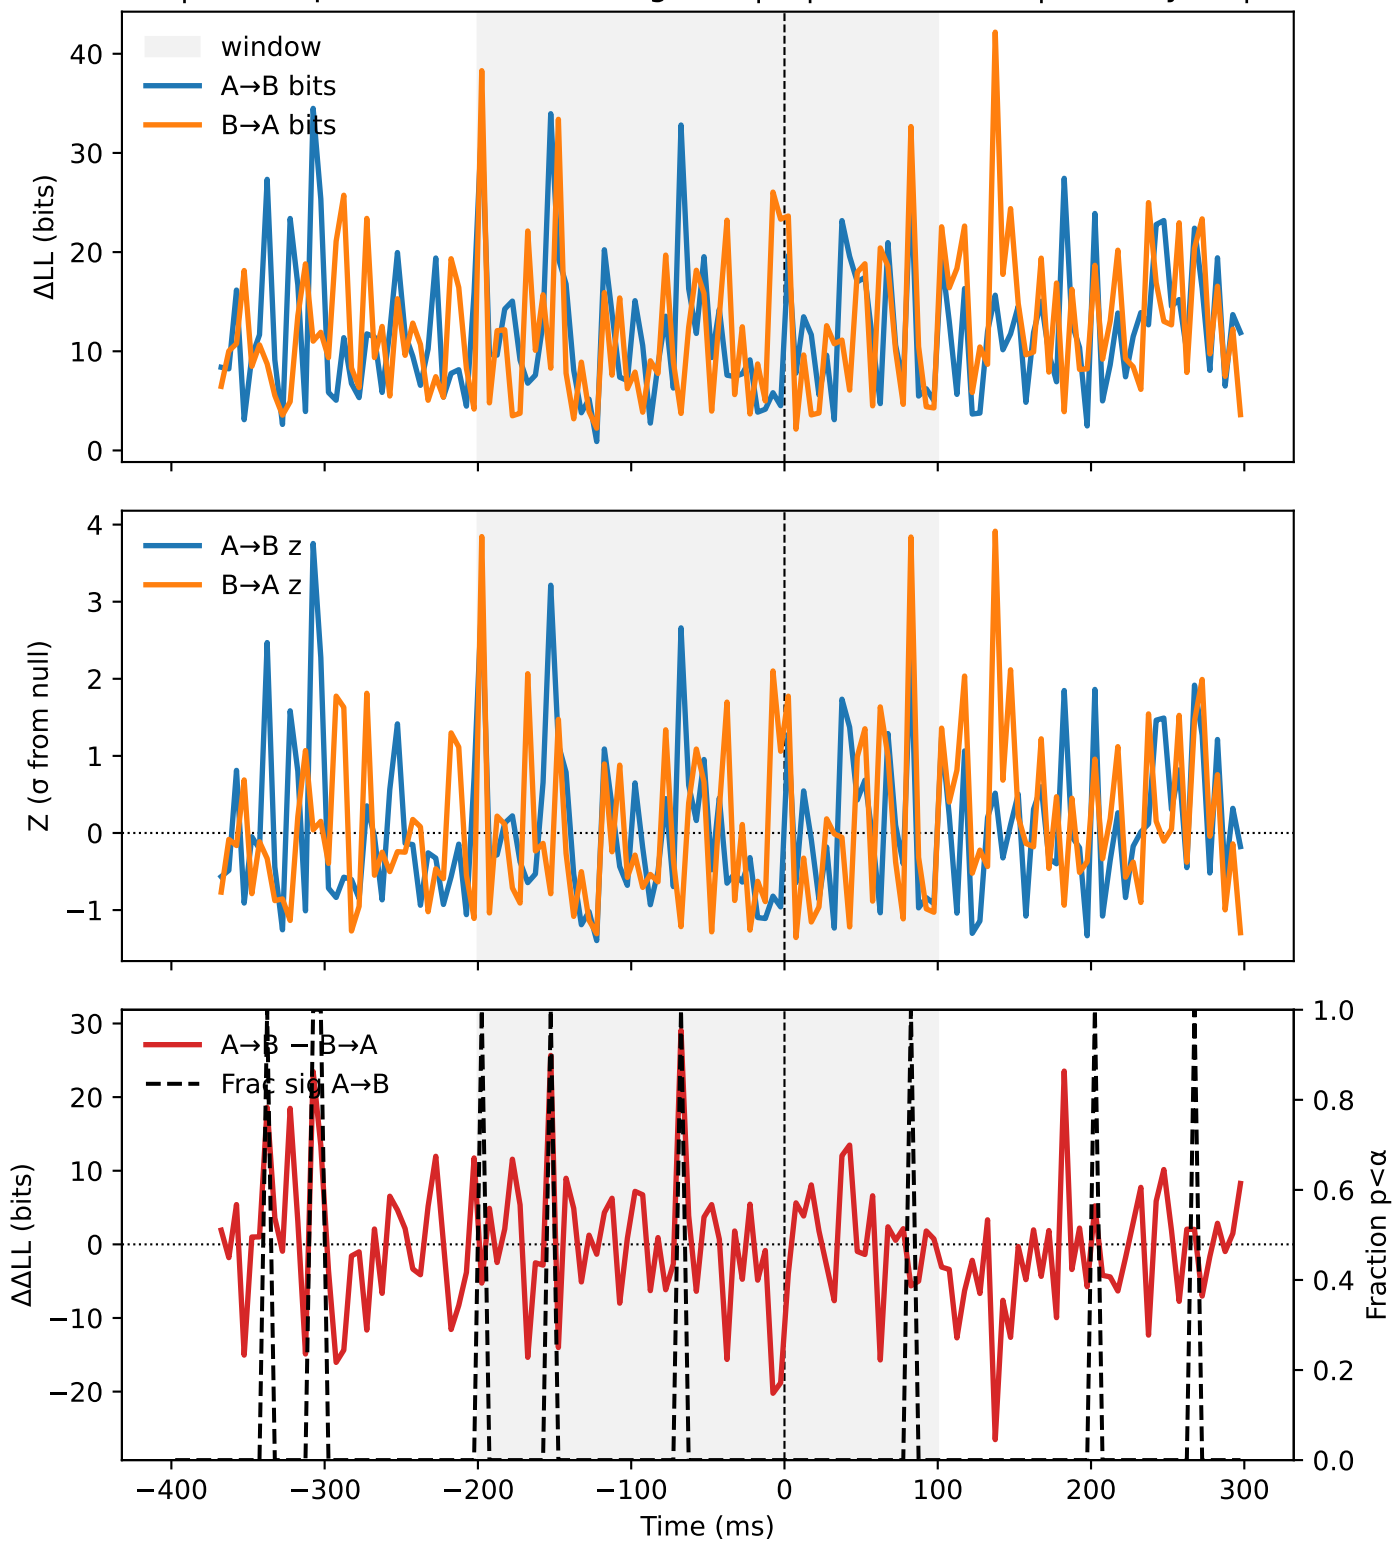 window
A→B bits
B→A bits
40
30
20
10
0
ΔLL (bits)
A→B z
B→A z
4
3
2
1
0
−1
Z (σ from null)
A→B − B→A
Frac sig A→B
30
20
10
0
−10
−20
ΔΔLL (bits)
1.0
0.8
0.6
0.4
0.2
0.0
Fraction p<α
−400 −300 −200 −100 0 100 200 300
Time (ms)